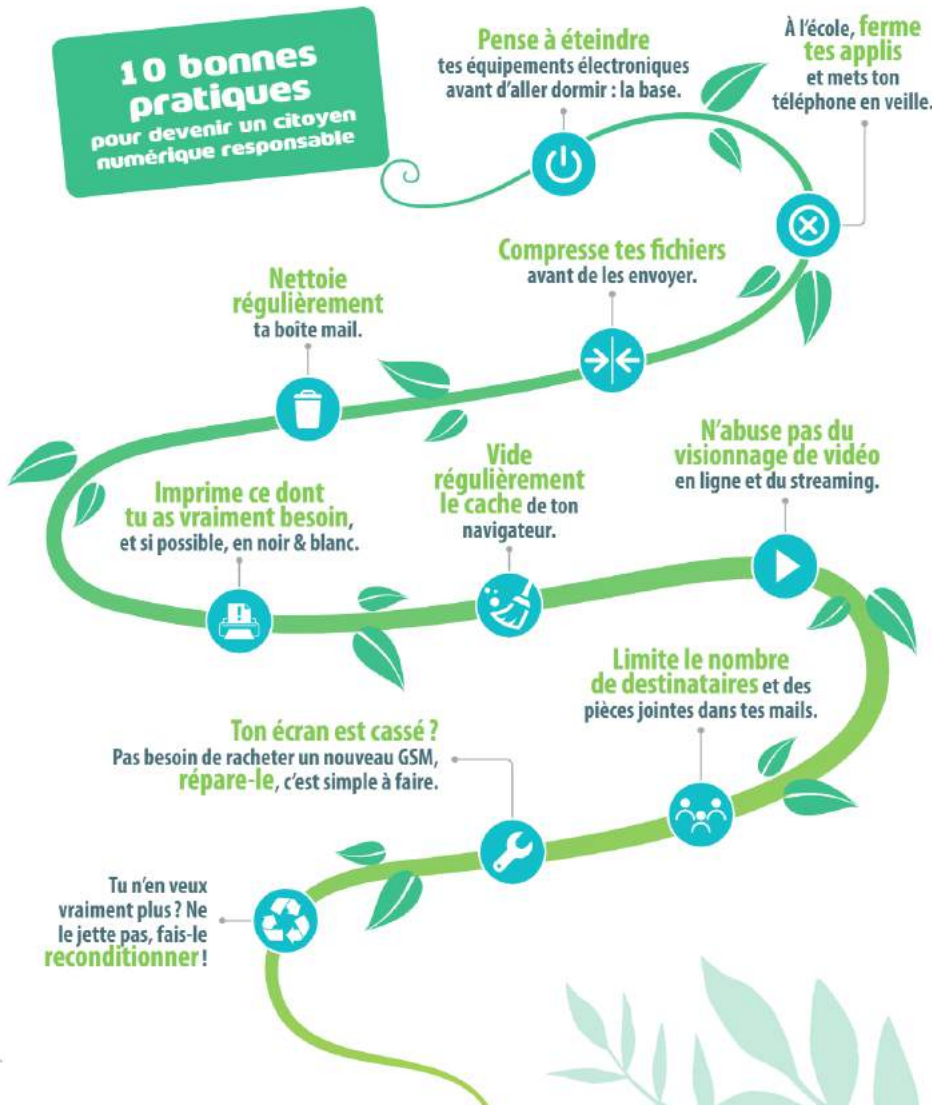 10 bonnes
pratiques
pour devenir un citoyen
numérique responsable
Pense à éteindre
tes équipements électroniques
avant d'aller dormir : la base.
À l'école, ferme
tes applis
et mets ton
téléphone en veille.
Compresse tes fichiers
avant de les envoyer.
Nettoie
régulièrement
ta boîte mail.
Imprime ce dont
tu as vraiment besoin,
et si possible, en noir & blanc.
Vide
régulièrement
le cache de ton
navigateur.
N'abuse pas du
visionnage de vidéo
en ligne et du streaming.
Limite le nombre
de destinataires et des
pièces jointes dans tes mails.
Ton écran est cassé ?
Pas besoin de racheter un nouveau GSM,
répare-le, c'est simple à faire.
Tu n'en veux
vraiment plus ? Ne
le jette pas, fais-le
reconditionner !